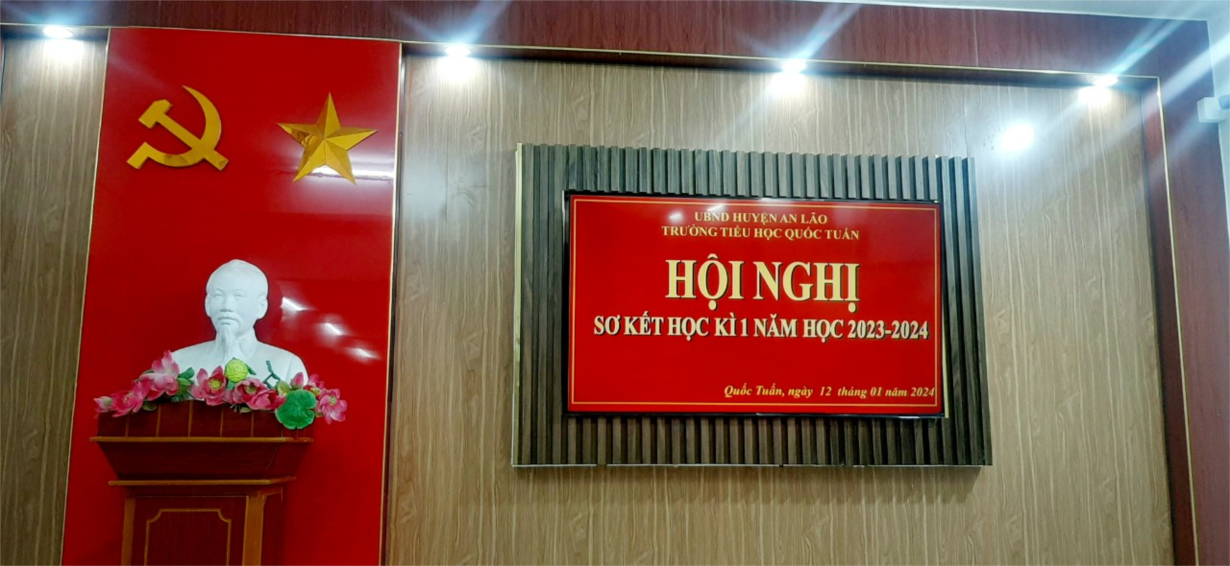 UBND HUYỆN AN LÃO
TRƯỜNG TIỂU HỌC QUỐC TUẤN
HỘI NGHỊ
SƠ KẾT HỌC KÌ 1 NĂM HỌC 2023-2024
Quốc Tuấn, ngày 12 tháng 01 năm 2024